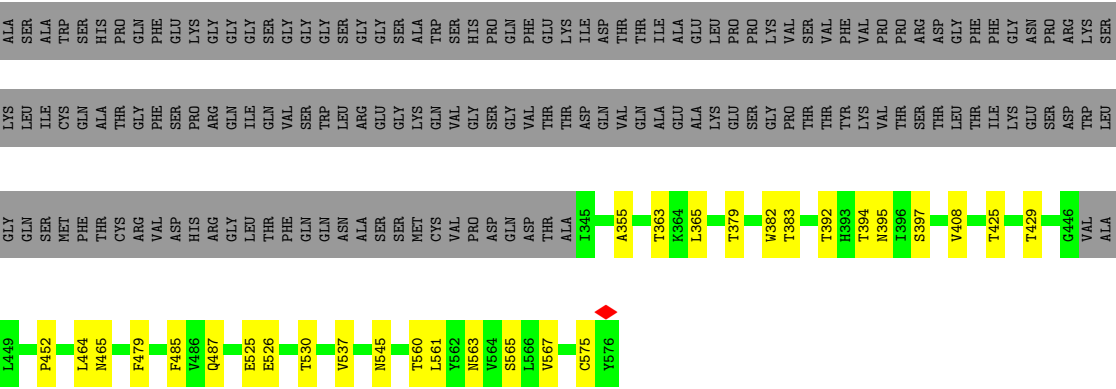 ALA SER ALA TRP SER HIS PRO GLN PHE GLU LYS GLY GLY GLY SER GLY GLY GLY SER GLY GLY SER ALA TRP SER HIS PRO GLN PHE GLU LYS ILE ASP THR THR ILE ALA GLU LEU PRO PRO LYS VAL SER VAL PHE VAL PRO PRO ARG ASP GLY PHE PHE GLY ASN PRO ARG LYS SER
LYS LEU ILE CYS GLN ALA THR GLY PHE SER PRO ARG GLN ILE GLN VAL SER TRP LEU ARG GLU GLY LYS GLN VAL GLY SER GLY VAL THR THR ASP GLN VAL GLN ALA GLU ALA LYS GLU SER GLY PRO THR THR TYR LYS VAL THR SER THR LEU THR ILE LYS GLU SER ASP TRP LEU
GLY GLN SER MET PHE THR CYS ARG VAL ASP HIS ARG GLY LEU THR PHE GLN GLN ASN ALA SER SER MET CYS VAL PRO ASP GLN ASP THR ALA I345 A355 T363 K364 L365 T379 W382 T383 T392 H393 T394 N395 I396 S397 V408 T425 T429 G446 VAL ALA
L449 P452 L464 N465 F479 F485 V486 Q487 E525 E526 T530 V537 N545 T560 L561 Y562 N563 V564 S565 L566 V567 C575 Y576